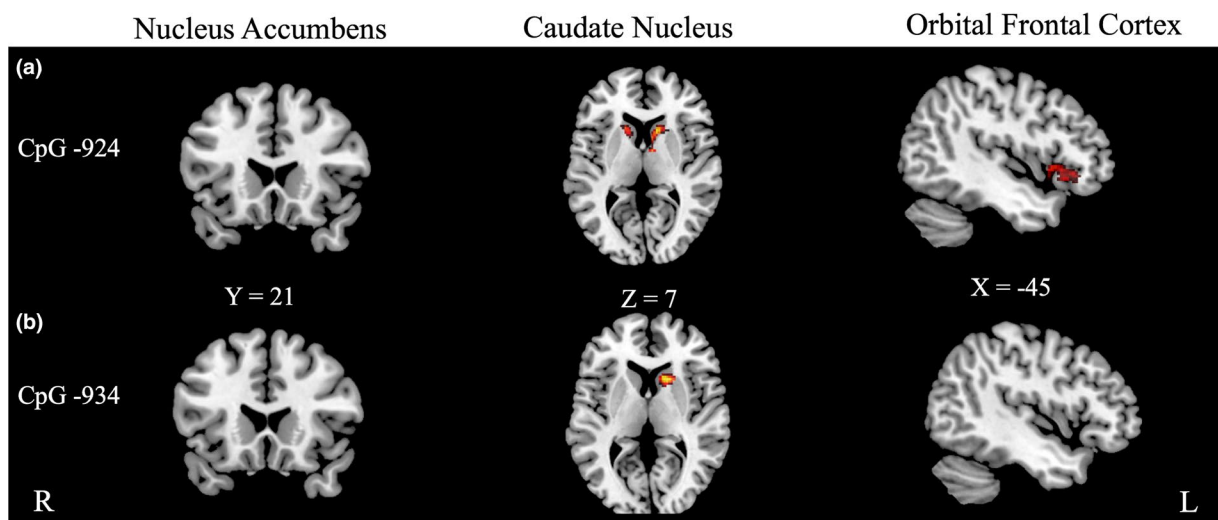 Nucleus Accumbens
Caudate Nucleus
Orbital Frontal Cortex
(a)
CpG -924
Y = 21
Z = 7
X = -45
(b)
CpG -934
R
L